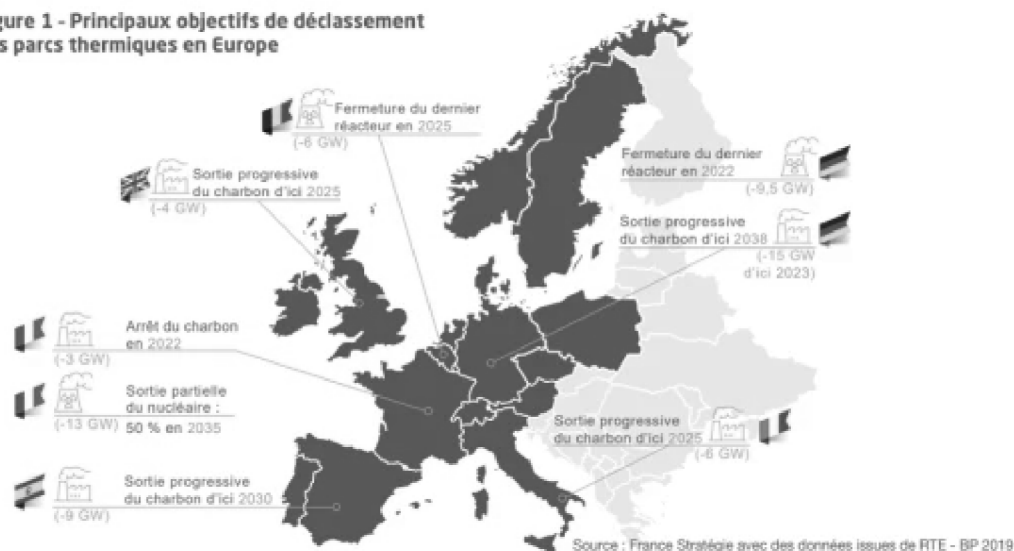 gure 1 - Principaux objectifs de déclassement
s parcs thermiques en Europe
Fermeture du dernier
réacteur en 2025
(-6 GW)
Sortie progressive
du charbon d'ici 2025
(-4 GW)
Fermeture du dernier
réacteur en 2022
(-9,5 GW)
Sortie progressive
du charbon d'ici 2038
(-15 GW
d'ici 2023)
Arrêt du charbon
en 2022
(-3 GW)
Sortie partielle
du nucléaire :
(-13 GW) 50 % en 2035
Sortie progressive
du charbon d'ici 2025
(-6 GW)
Sortie progressive
du charbon d'ici 2030
(-9 GW)
Source : France Stratégie avec des données issues de RTE - BP 2019